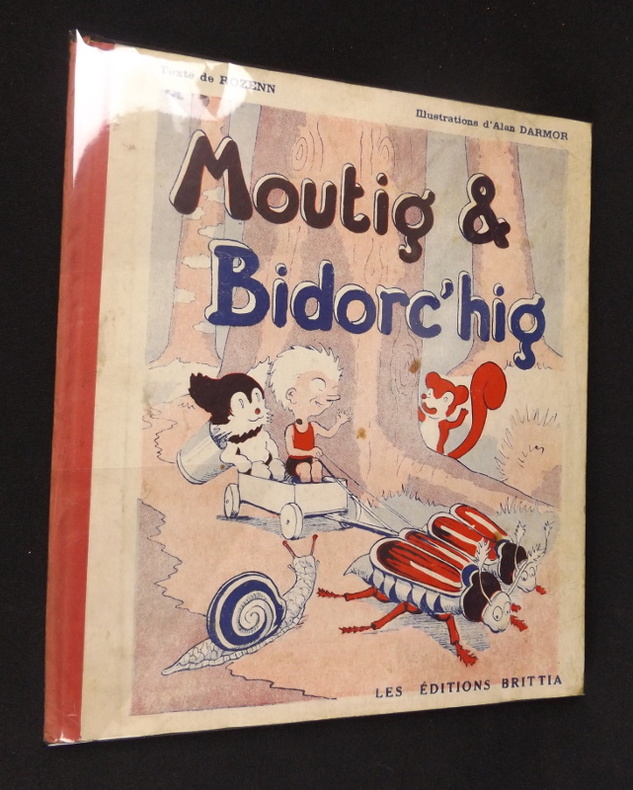 Texte de ROZENN
Illustrations d'Alan DARMOR
Moutig &
Bidorc'hig
LES ÉDITIONS BRITTIA